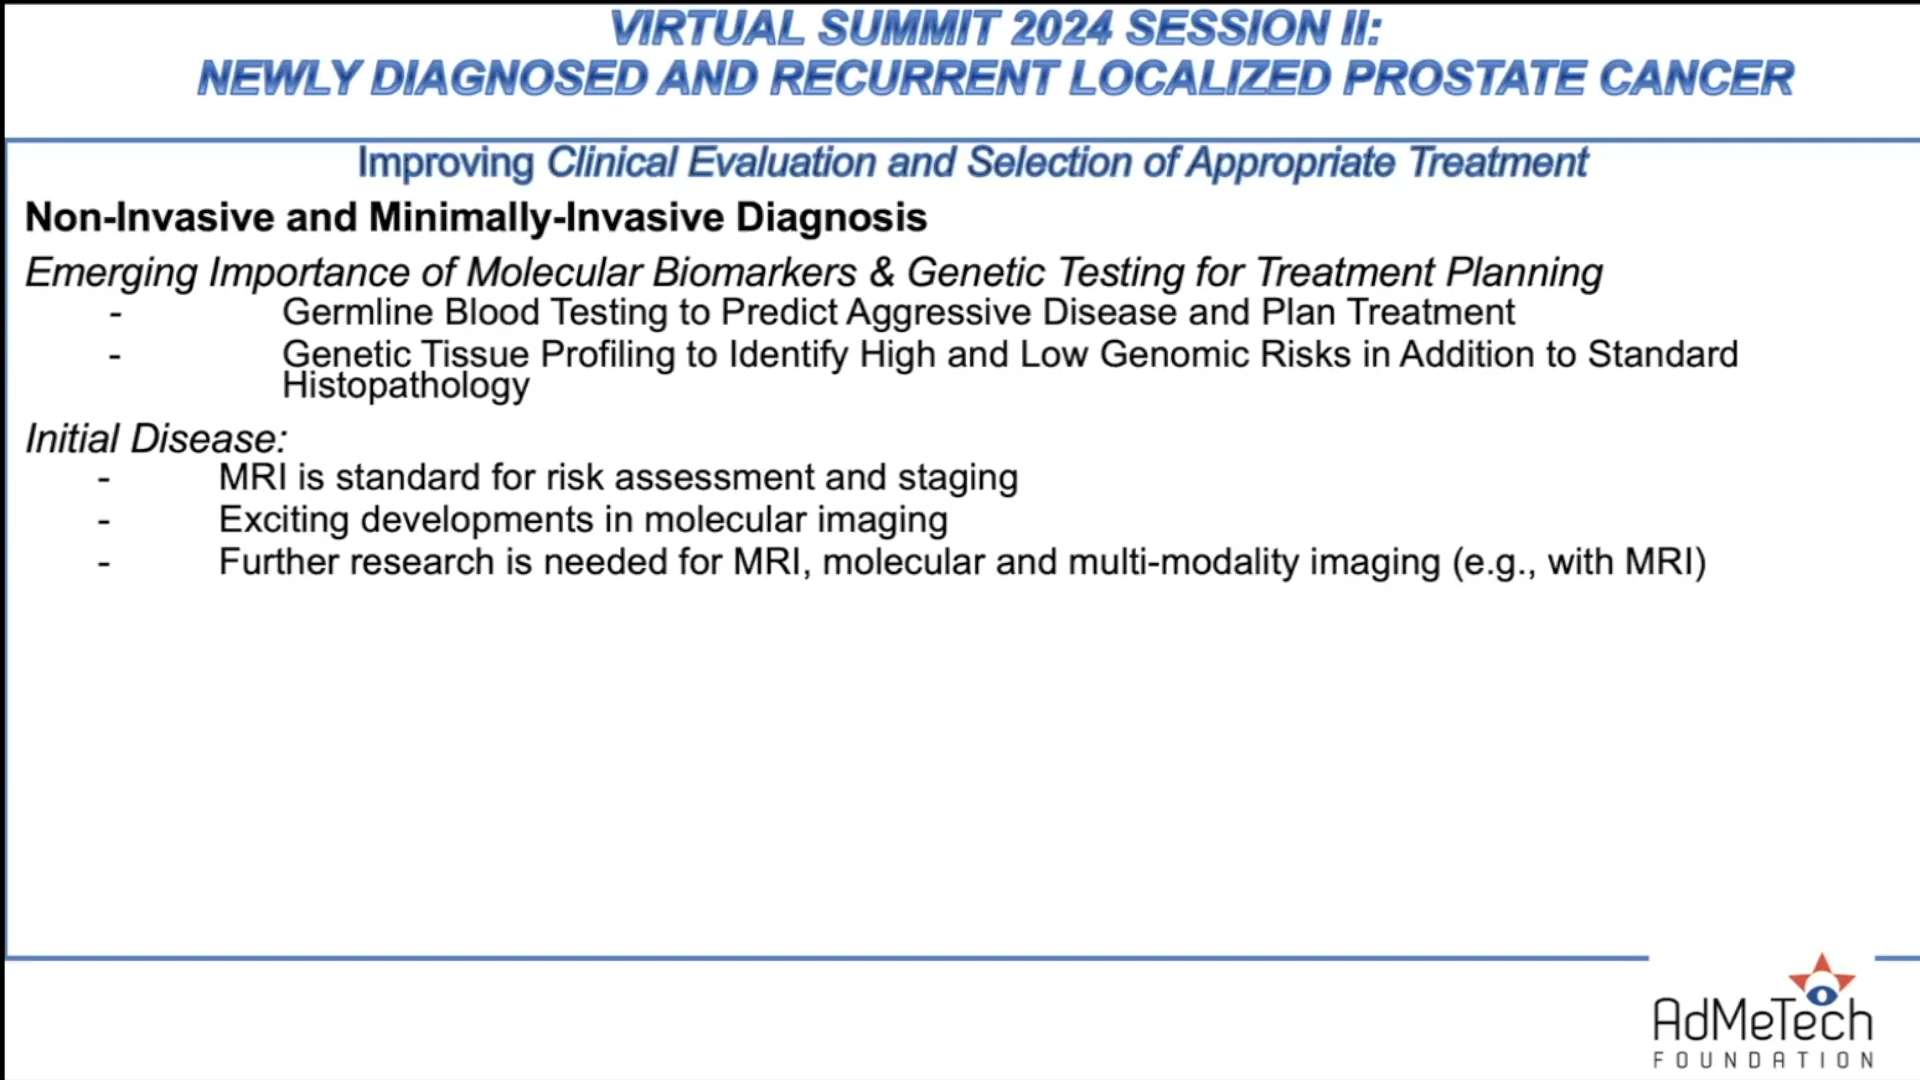 VIRTUAL SUMMIT 2024 SESSION II:
NEWLY DIAGNOSED AND RECURRENT LOCALIZED PROSTATE CANCER
Improving Clinical Evaluation and Selection of Appropriate Treatment
Non-Invasive and Minimally-Invasive Diagnosis
Emerging Importance of Molecular Biomarkers & Genetic Testing for Treatment Planning
- Germline Blood Testing to Predict Aggressive Disease and Plan Treatment
- Genetic Tissue Profiling to Identify High and Low Genomic Risks in Addition to Standard
Histopathology
Initial Disease:
- MRI is standard for risk assessment and staging
- Exciting developments in molecular imaging
- Further research is needed for MRI, molecular and multi-modality imaging (e.g., with MRI)
AdMeTech
FOUNDATION